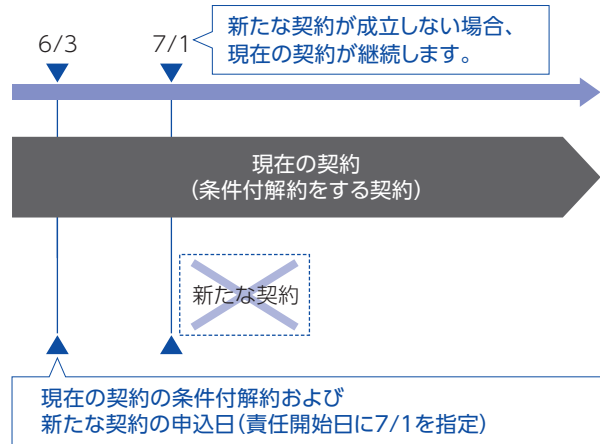 6/3
7/1
新たな契約が成立しない場合、
現在の契約が継続します。
現在の契約
(条件付解約をする契約)
新たな契約
現在の契約の条件付解約および
新たな契約の申込日(責任開始日に7/1を指定)